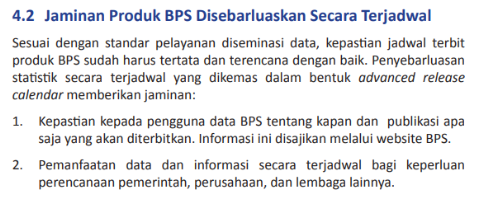 4.2 Jaminan Produk BPS Disebarluaskan Secara Terjadwal
Sesuai dengan standar pelayanan diseminasi data, kepastian jadwal terbit
produk BPS sudah harus tertata dan terencana dengan baik. Penyebarluasan
statistik secara terjadwal yang dikemas dalam bentuk advanced release
calendar memberikan jaminan:
1. Kepastian kepada pengguna data BPS tentang kapan dan publikasi apa
saja yang akan diterbitkan. Informasi ini disajikan melalui website BPS.
2. Pemanfaatan data dan informasi secara terjadwal bagi keperluan
perencanaan pemerintah, perusahaan, dan lembaga lainnya.